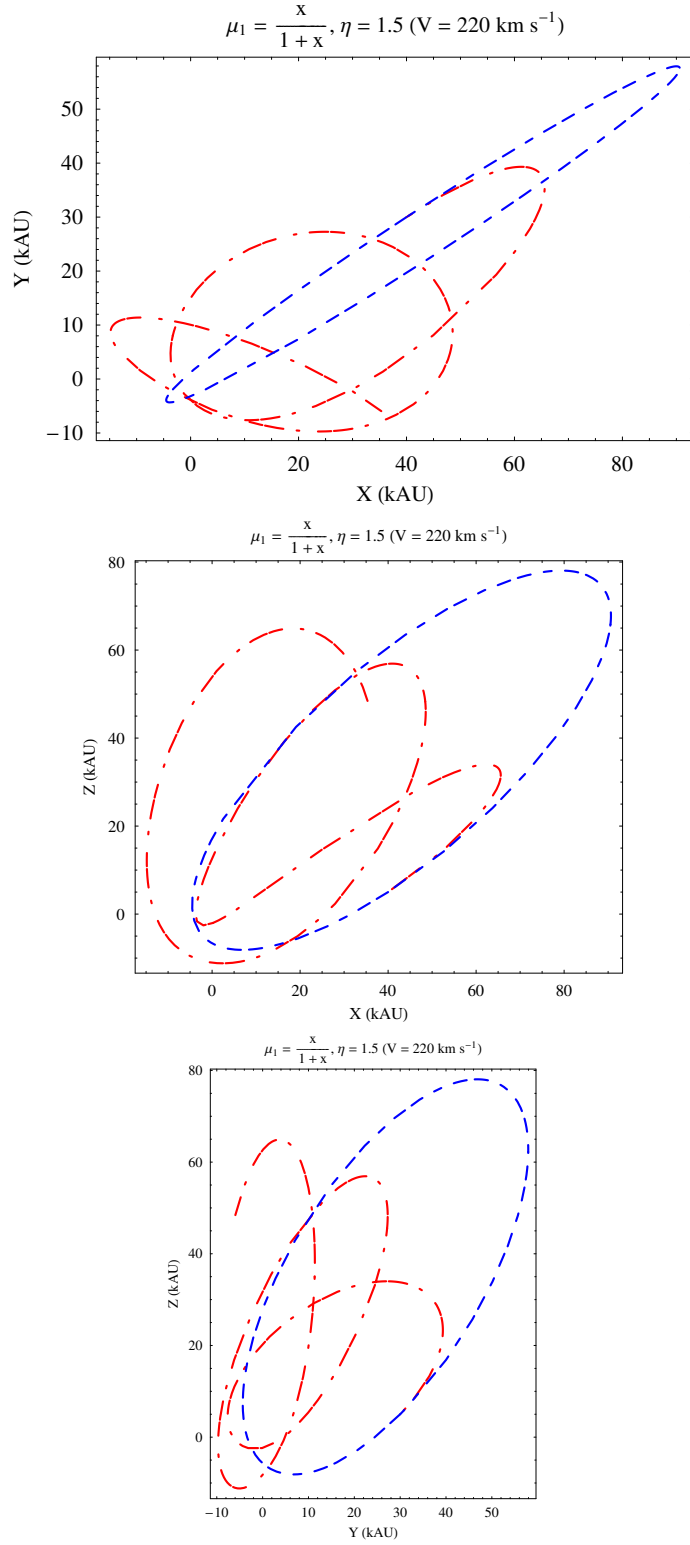 μ₁ = x/(1 + x), η = 1.5 (V = 220 km s⁻¹)
50
40
30
20
10
0
−10
Y (kAU)
0 20 40 60 80
X (kAU)
μ₁ = x/(1 + x), η = 1.5 (V = 220 km s⁻¹)
80
60
40
20
0
Z (kAU)
0 20 40 60 80
X (kAU)
μ₁ = x/(1 + x), η = 1.5 (V = 220 km s⁻¹)
80
60
40
20
0
Z (kAU)
−10 0 10 20 30 40 50
Y (kAU)